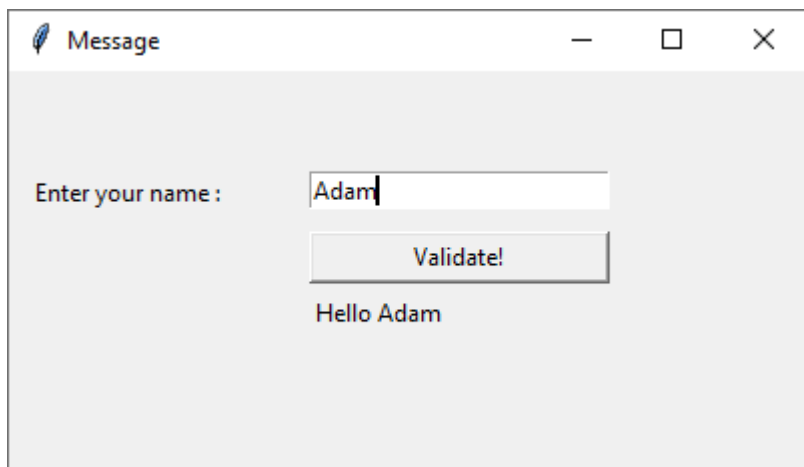 Message
Enter your name :
Adam
Validate!
Hello Adam